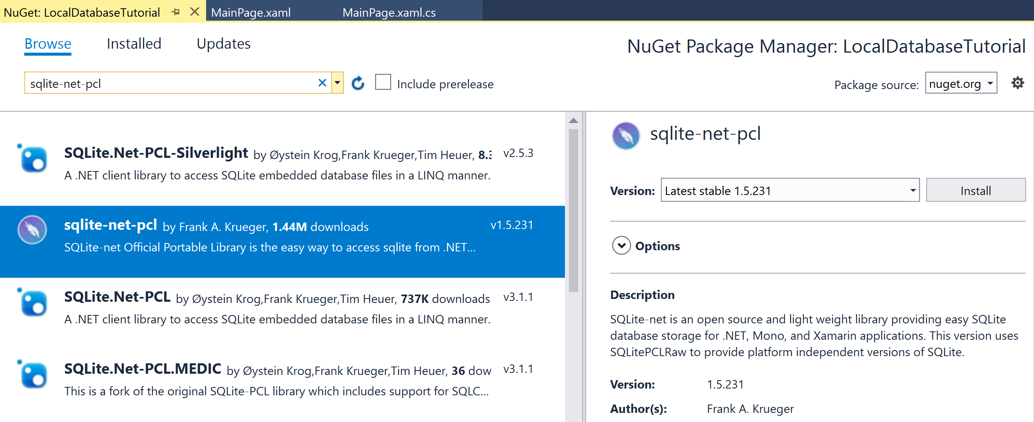 NuGet: LocalDatabaseTutorial MainPage.xaml MainPage.xaml.cs
Browse Installed Updates
NuGet Package Manager: LocalDatabaseTutorial
sqlite-net-pcl
Include prerelease
Package source: nuget.org
SQLite.Net-PCL-Silverlight by Øystein Krog,Frank Krueger,Tim Heuer, 8.3 v2.5.3
A .NET client library to access SQLite embedded database files in a LINQ manner.
sqlite-net-pcl by Frank A. Krueger, 1.44M downloads v1.5.231
SQLite-net Official Portable Library is the easy way to access sqlite from .NET...
SQLite.Net-PCL by Øystein Krog,Frank Krueger,Tim Heuer, 737K downloads v3.1.1
A .NET client library to access SQLite embedded database files in a LINQ manner.
SQLite.Net-PCL.MEDIC by Øystein Krog,Frank Krueger,Tim Heuer, 36 dow v3.1.1
This is a fork of the original SQLite-PCL library which includes support for SQLC...
sqlite-net-pcl
Version: Latest stable 1.5.231 Install
Options
Description
SQLite-net is an open source and light weight library providing easy SQLite
database storage for .NET, Mono, and Xamarin applications. This version uses
SQLitePCLRaw to provide platform independent versions of SQLite.
Version: 1.5.231
Author(s): Frank A. Krueger